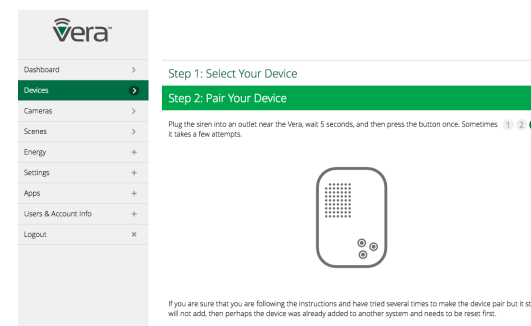 Vera™
Dashboard
Devices
Cameras
Scenes
Energy
Settings
Apps
Users & Account Info
Logout
Step 1: Select Your Device
Step 2: Pair Your Device
Plug the siren into an outlet near the Vera, wait 5 seconds, and then press the button once. Sometimes 1 2
it takes a few attempts.
If you are sure that you are following the instructions and have tried several times to make the device pair but it st
will not add, then perhaps the device was already added to another system and needs to be reset first.